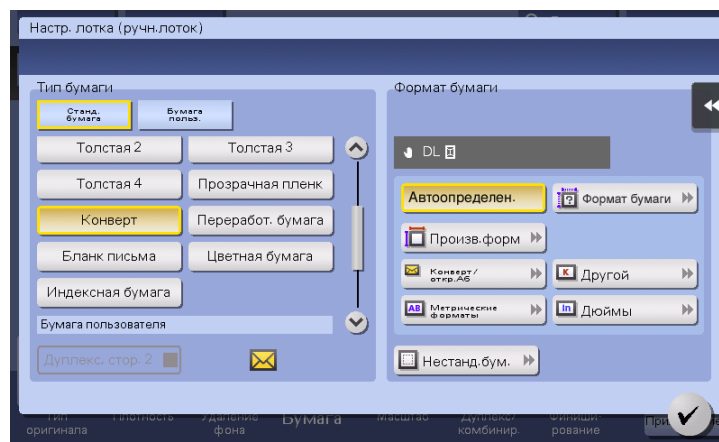 Настр. лотка (ручн.лоток)
Тип бумаги
Формат бумаги
Станд.
бумага
Бумага
польз.
Толстая 2
Толстая 3
DL
Толстая 4
Прозрачная пленк
Автоопределен.
Формат бумаги
Конверт
Переработ. бумага
Произв.форм
Бланк письма
Цветная бумага
Конверт/
откр.A6
Другой
Индексная бумага
Метрические
форматы
Дюймы
Бумага пользователя
Дуплекс. стор. 2
Нестанд.бум.
Тип
оригинала
Плотность
Удаление
фона
Бумага
Масштаб
Дуплекс/
комбинир.
Финиши-
рование